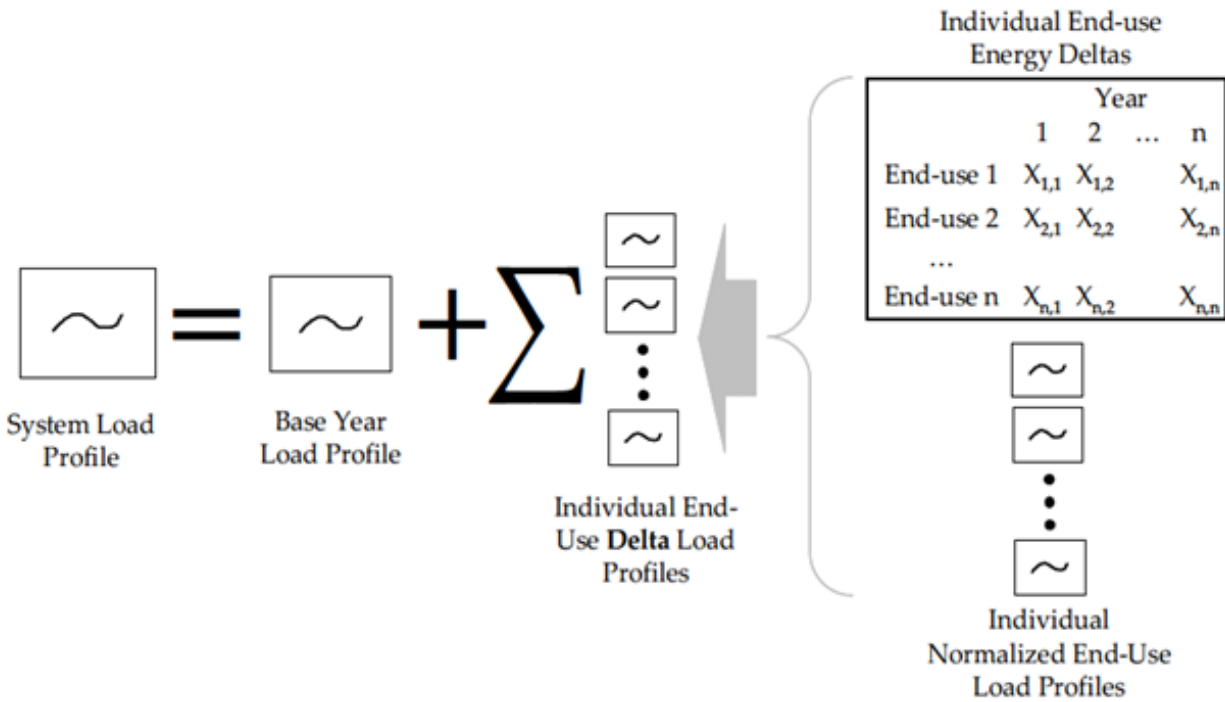 Individual End-use
Energy Deltas
Year
1 2 ... n
End-use 1 X1,1 X1,2 X1,n
End-use 2 X2,1 X2,2 X2,n
...
End-use n Xn,1 Xn,2 Xn,n
=
+
∑
System Load
Profile
Base Year
Load Profile
Individual End-
Use Delta Load
Profiles
Individual
Normalized End-Use
Load Profiles